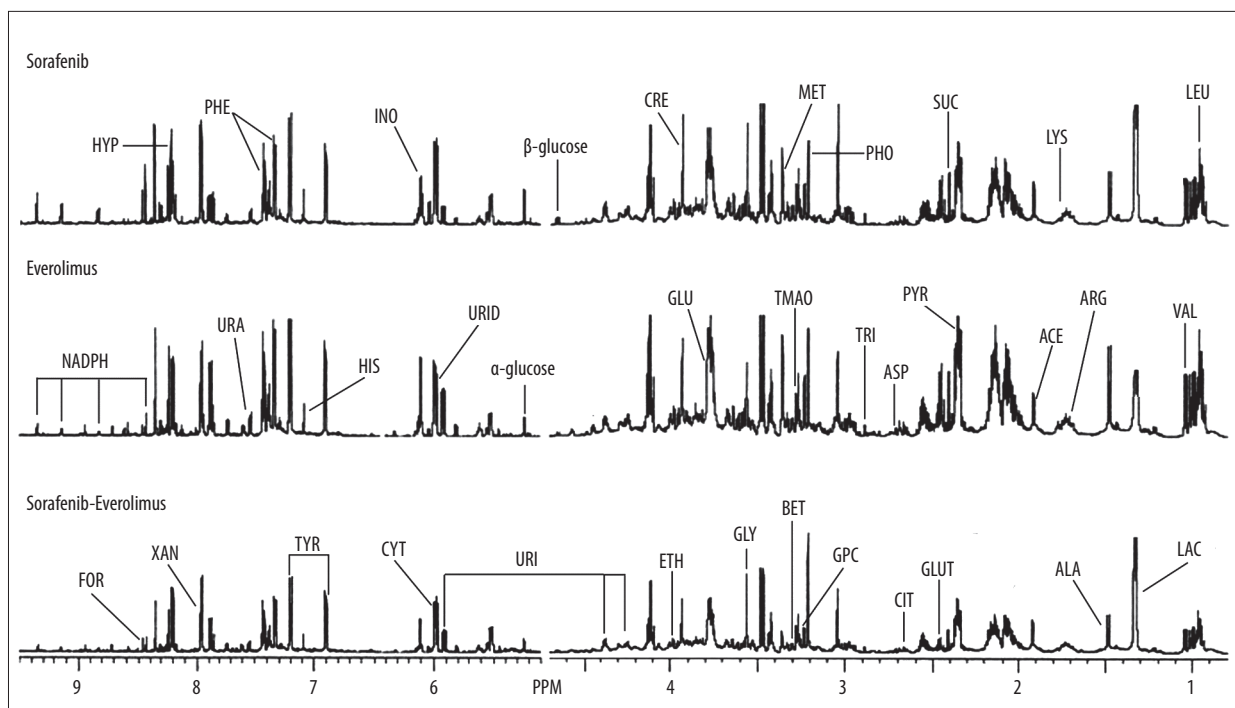 Sorafenib
HYP
PHE
INO
β-glucose
CRE
MET
PHO
SUC
LYS
LEU
Everolimus
NADPH
URA
HIS
URID
α-glucose
GLU
TMAO
TRI
ASP
PYR
ACE
ARG
VAL
Sorafenib-Everolimus
FOR
XAN
TYR
CYT
URI
ETH
GLY
BET
GPC
CIT
GLUT
ALA
LAC
9 8 7 6 PPM 4 3 2 1